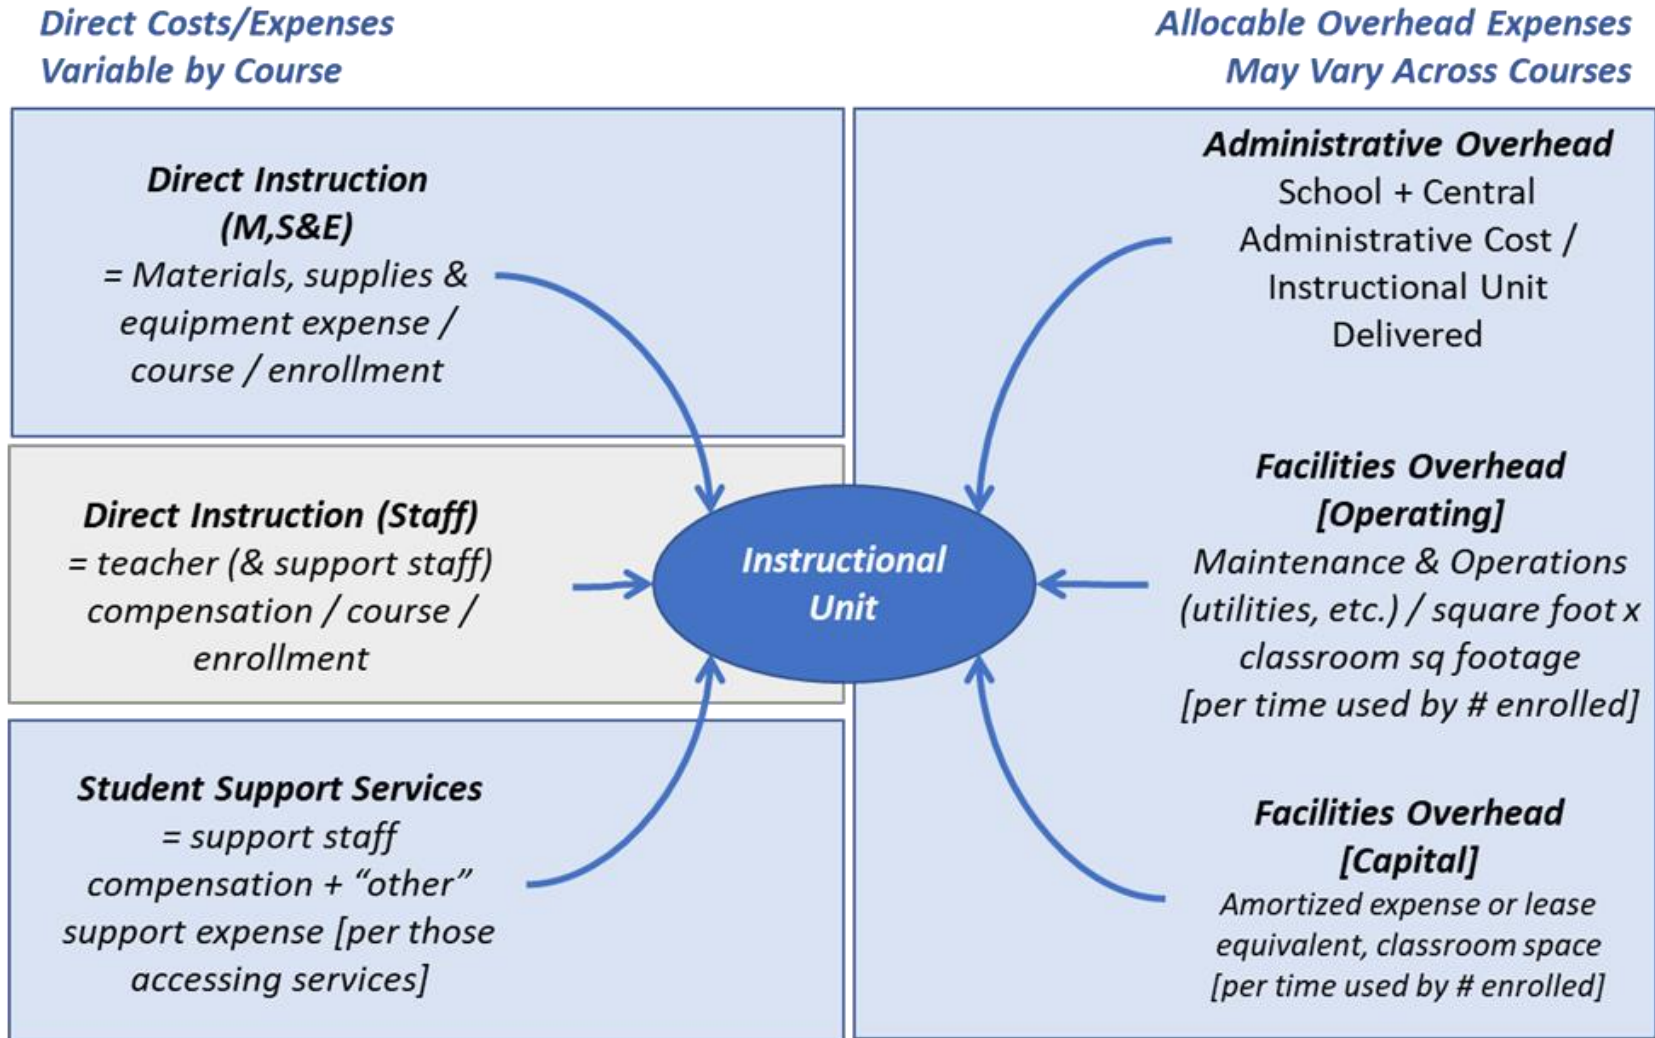 Direct Costs/Expenses
Variable by Course
Allocable Overhead Expenses
May Vary Across Courses
Direct Instruction
(M,S&E)
= Materials, supplies &
equipment expense /
course / enrollment
Direct Instruction (Staff)
= teacher (& support staff)
compensation / course /
enrollment
Student Support Services
= support staff
compensation + “other”
support expense [per those
accessing services]
Instructional
Unit
Administrative Overhead
School + Central
Administrative Cost /
Instructional Unit
Delivered
Facilities Overhead
[Operating]
Maintenance & Operations
(utilities, etc.) / square foot x
classroom sq footage
[per time used by # enrolled]
Facilities Overhead
[Capital]
Amortized expense or lease
equivalent, classroom space
[per time used by # enrolled]